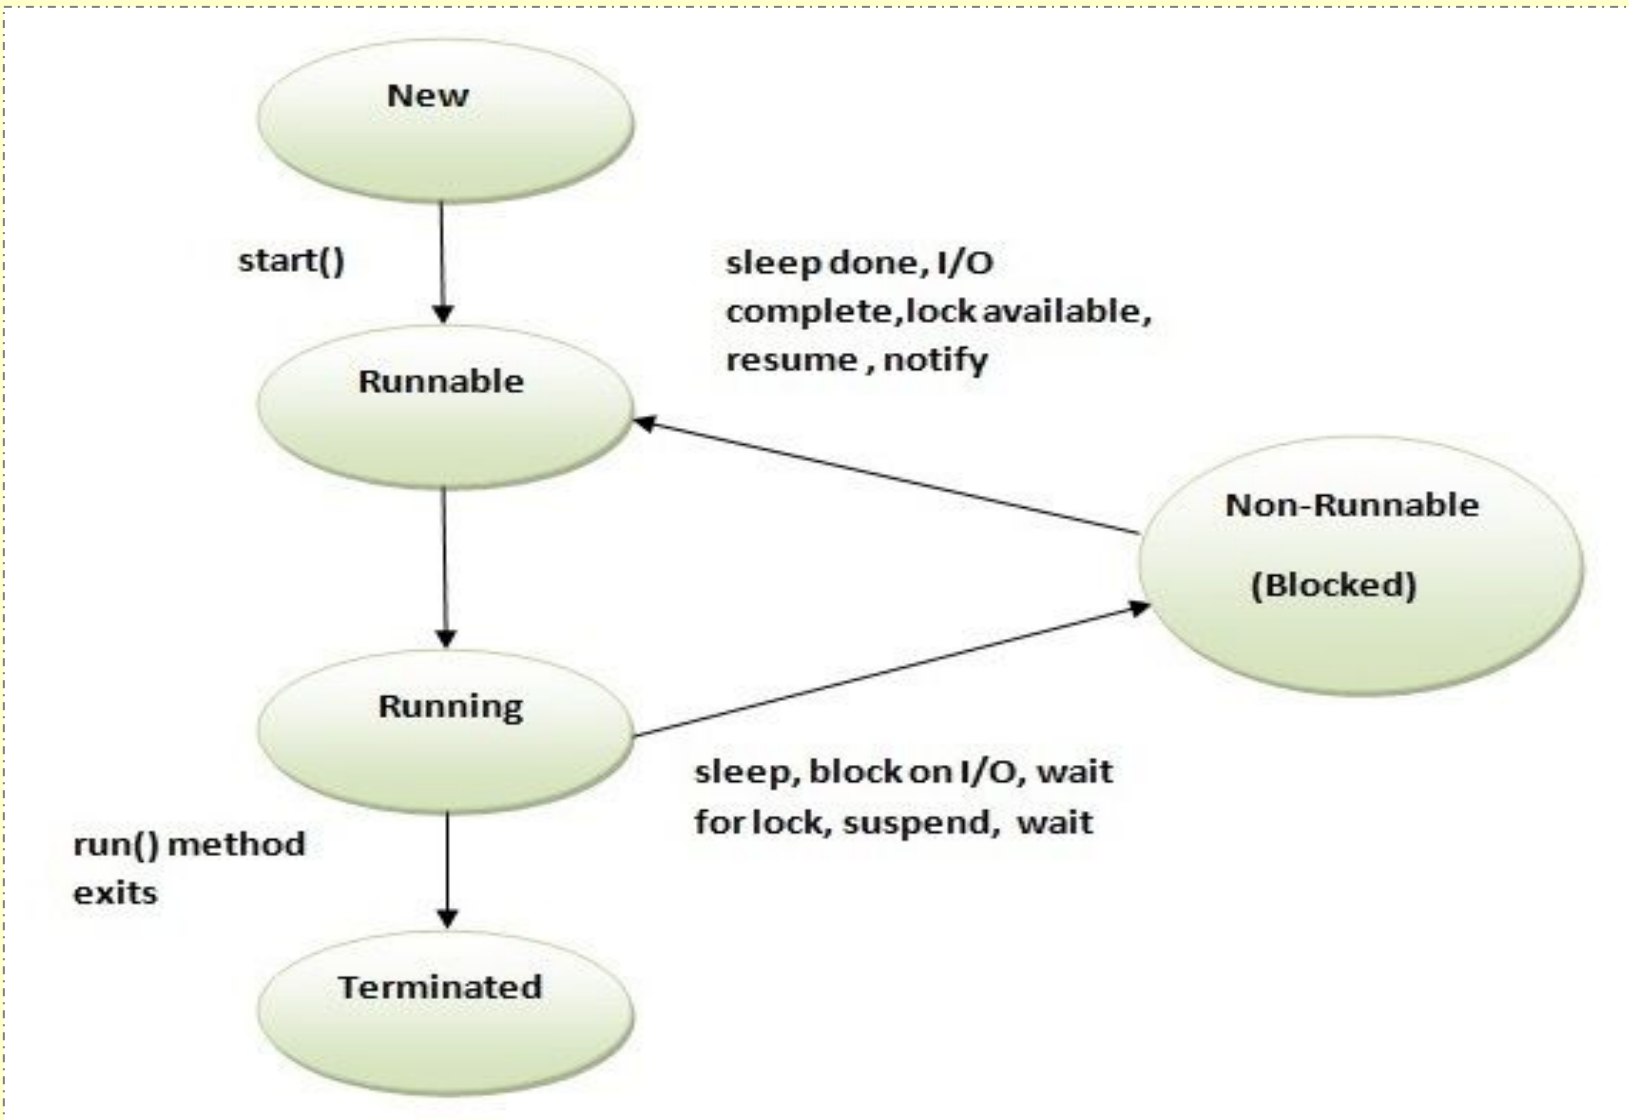 New
start()
sleep done, I/O
complete,lock available,
resume , notify
Runnable
Non-Runnable
(Blocked)
Running
sleep, block on I/O, wait
for lock, suspend, wait
run() method
exits
Terminated